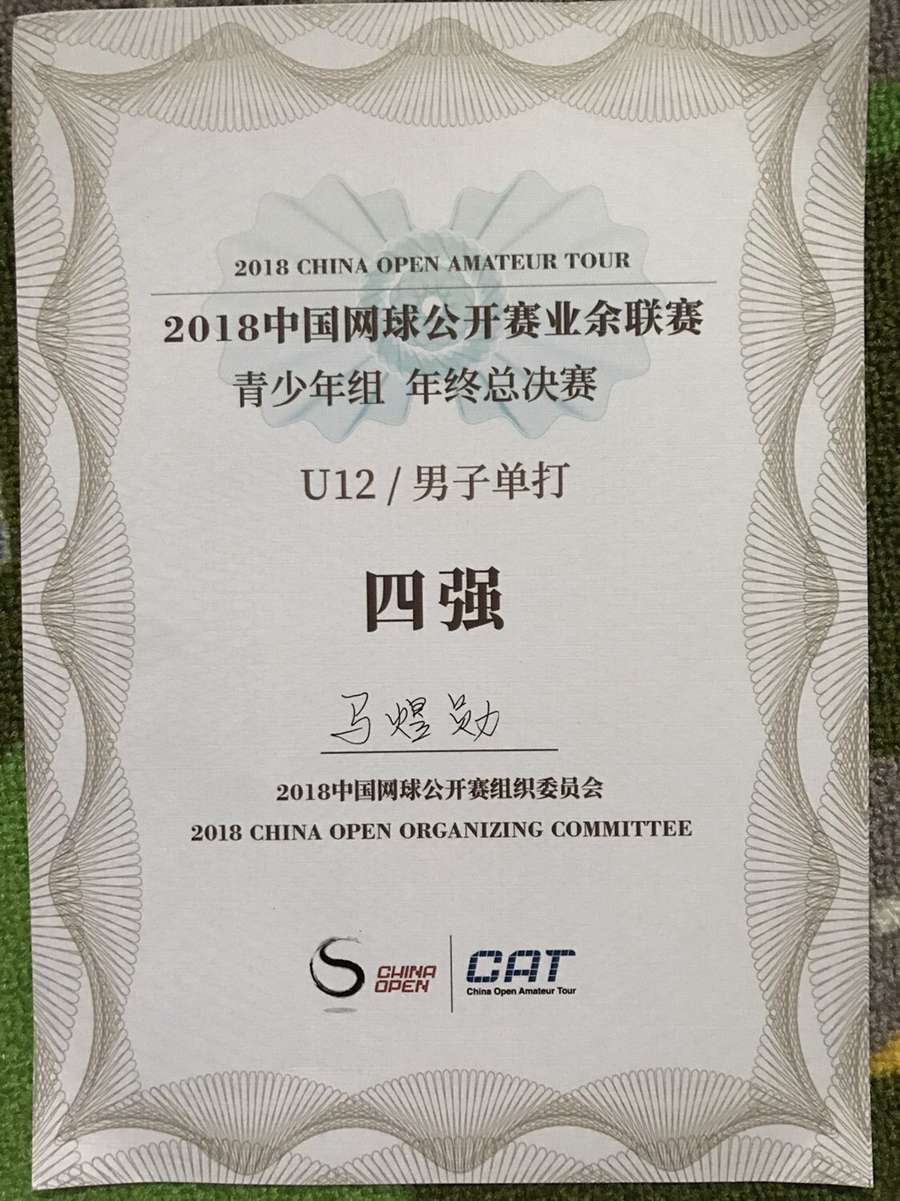 2018 CHINA OPEN AMATEUR TOUR
2018中国网球公开赛业余联赛
青少年组 年终总决赛
U12 / 男子单打
四强
马煜勋
2018中国网球公开赛组织委员会
2018 CHINA OPEN ORGANIZING COMMITTEE
CHINA OPEN
CAT
China Open Amateur Tour